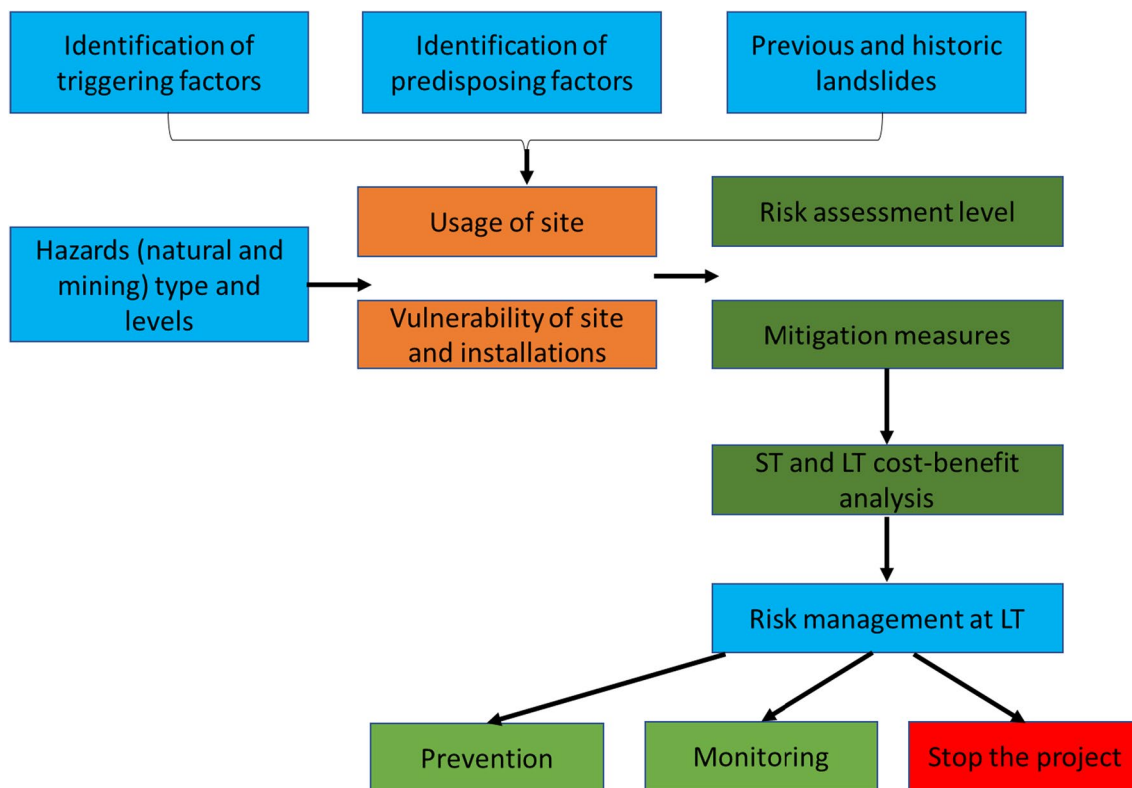 Identification of
triggering factors
Identification of
predisposing factors
Previous and historic
landslides
Usage of site
Risk assessment level
Hazards (natural and
mining) type and
levels
Vulnerability of site
and installations
Mitigation measures
ST and LT cost-benefit
analysis
Risk management at LT
Prevention
Monitoring
Stop the project